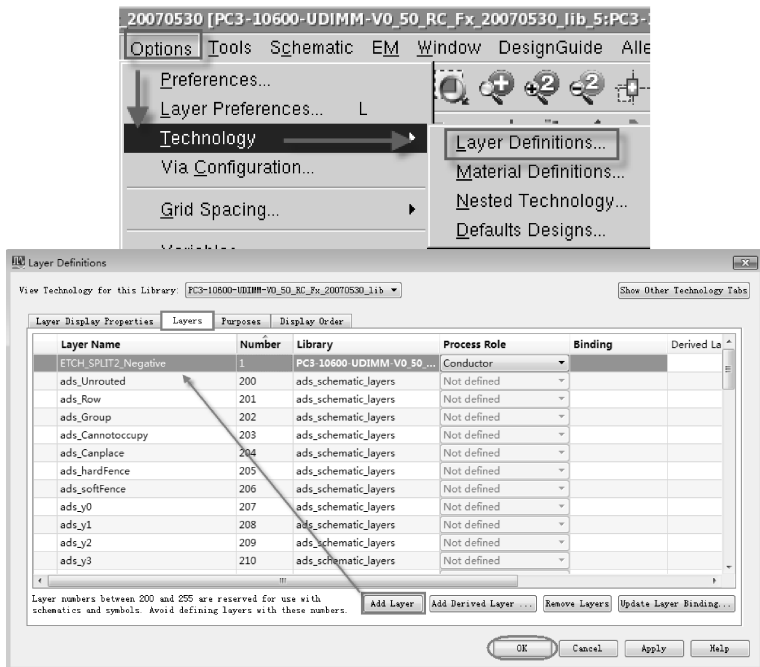 _20070530 [PC3-10600-UDIMM-V0_50_RC_Fx_20070530_lib_5:PC3-
Options Tools Schematic EM Window DesignGuide Alle
Preferences...
Layer Preferences... L
Technology
Via Configuration...
Grid Spacing...
Layer Definitions...
Material Definitions...
Nested Technology...
Defaults Designs...
Layer Definitions
View Technology for this Library: PC3-10600-UDIMM-V0_50_RC_Fx_20070530_lib Show Other Technology Tabs
Layer Display Properties Layers Purposes Display Order
Layer Name Number Library Process Role Binding Derived La
ETCH_SPLIT2_Negative 1 PC3-10600-UDIMM-V0_50_... Conductor
ads_Unrouted 200 ads_schematic_layers Not defined
ads_Row 201 ads_schematic_layers Not defined
ads_Group 202 ads_schematic_layers Not defined
ads_Cannotoccupy 203 ads_schematic_layers Not defined
ads_Canplace 204 ads_schematic_layers Not defined
ads_hardFence 205 ads_schematic_layers Not defined
ads_softFence 206 ads_schematic_layers Not defined
ads_y0 207 ads_schematic_layers Not defined
ads_y1 208 ads_schematic_layers Not defined
ads_y2 209 ads_schematic_layers Not defined
ads_y3 210 ads_schematic_layers Not defined
Layer numbers between 200 and 255 are reserved for use with
schematics and symbols. Avoid defining layers with these numbers.
Add Layer Add Derived Layer ... Remove Layers Update Layer Binding...
OK Cancel Apply Help